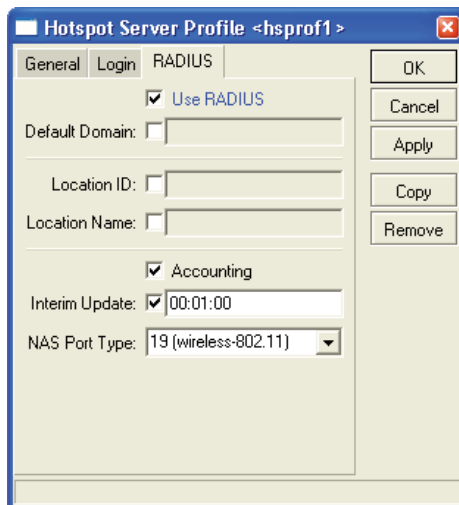 Hotspot Server Profile <hsprof1>
General Login RADIUS
Use RADIUS
Default Domain:
Location ID:
Location Name:
Accounting
Interim Update: 00:01:00
NAS Port Type: 19 (wireless-802.11)
OK
Cancel
Apply
Copy
Remove